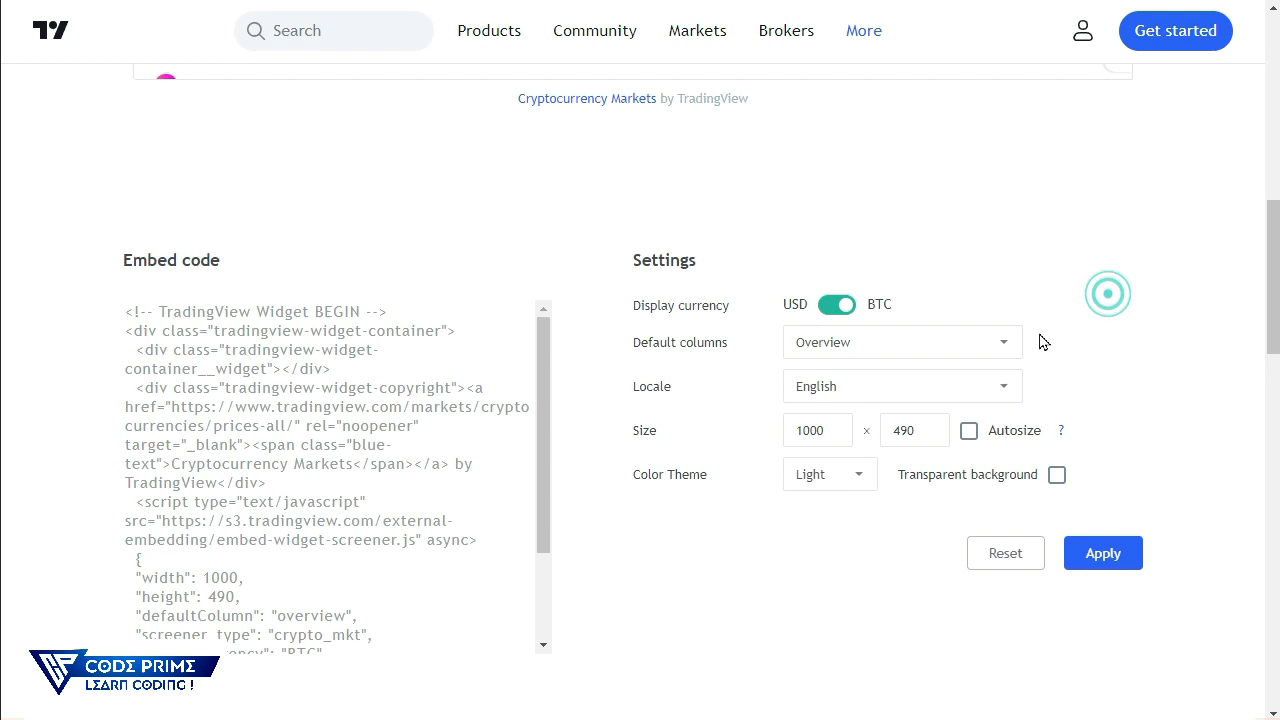 Search
Products
Community
Markets
Brokers
More
Get started
Cryptocurrency Markets by TradingView
Embed code
<!-- TradingView Widget BEGIN -->
<div class="tradingview-widget-container">
<div class="tradingview-widget-
container__widget"></div>
<div class="tradingview-widget-copyright"><a
href="https://www.tradingview.com/markets/crypto
currencies/prices-all/" rel="noopener"
target="_blank"><span class="blue-
text">Cryptocurrency Markets</span></a> by
TradingView</div>
<script type="text/javascript"
src="https://s3.tradingview.com/external-
embedding/embed-widget-screener.js" async>
{
"width": 1000,
"height": 490,
"defaultColumn": "overview",
"screener_type": "crypto_mkt",
"BTC"
Settings
Display currency USD BTC
Default columns Overview
Locale English
Size 1000 x 490 Autosize ?
Color Theme Light Transparent background
Reset Apply
CODE PRIME
LEARN CODING !